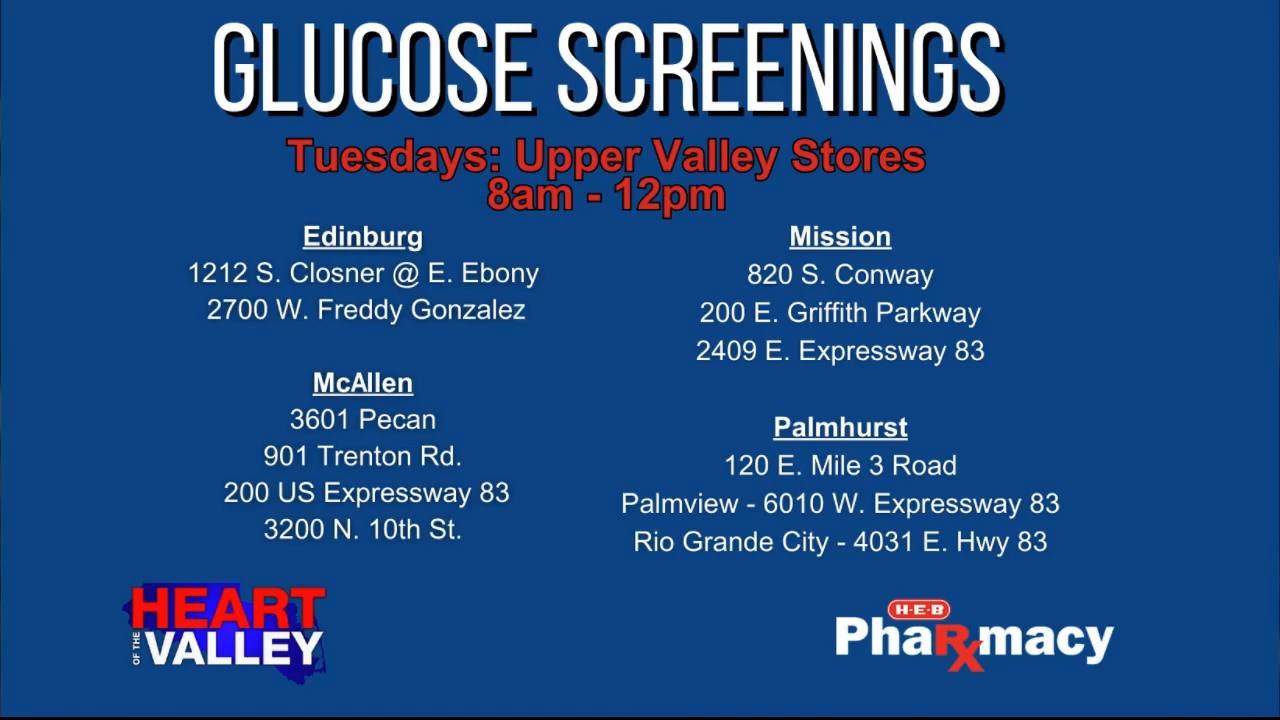 GLUCOSE SCREENINGS
Tuesdays: Upper Valley Stores
8am - 12pm
Edinburg
1212 S. Closner @ E. Ebony
2700 W. Freddy Gonzalez
McAllen
3601 Pecan
901 Trenton Rd.
200 US Expressway 83
3200 N. 10th St.
Mission
820 S. Conway
200 E. Griffith Parkway
2409 E. Expressway 83
Palmhurst
120 E. Mile 3 Road
Palmview - 6010 W. Expressway 83
Rio Grande City - 4031 E. Hwy 83
HEART
OF THE
VALLEY
H-E-B
PhaRxmacy